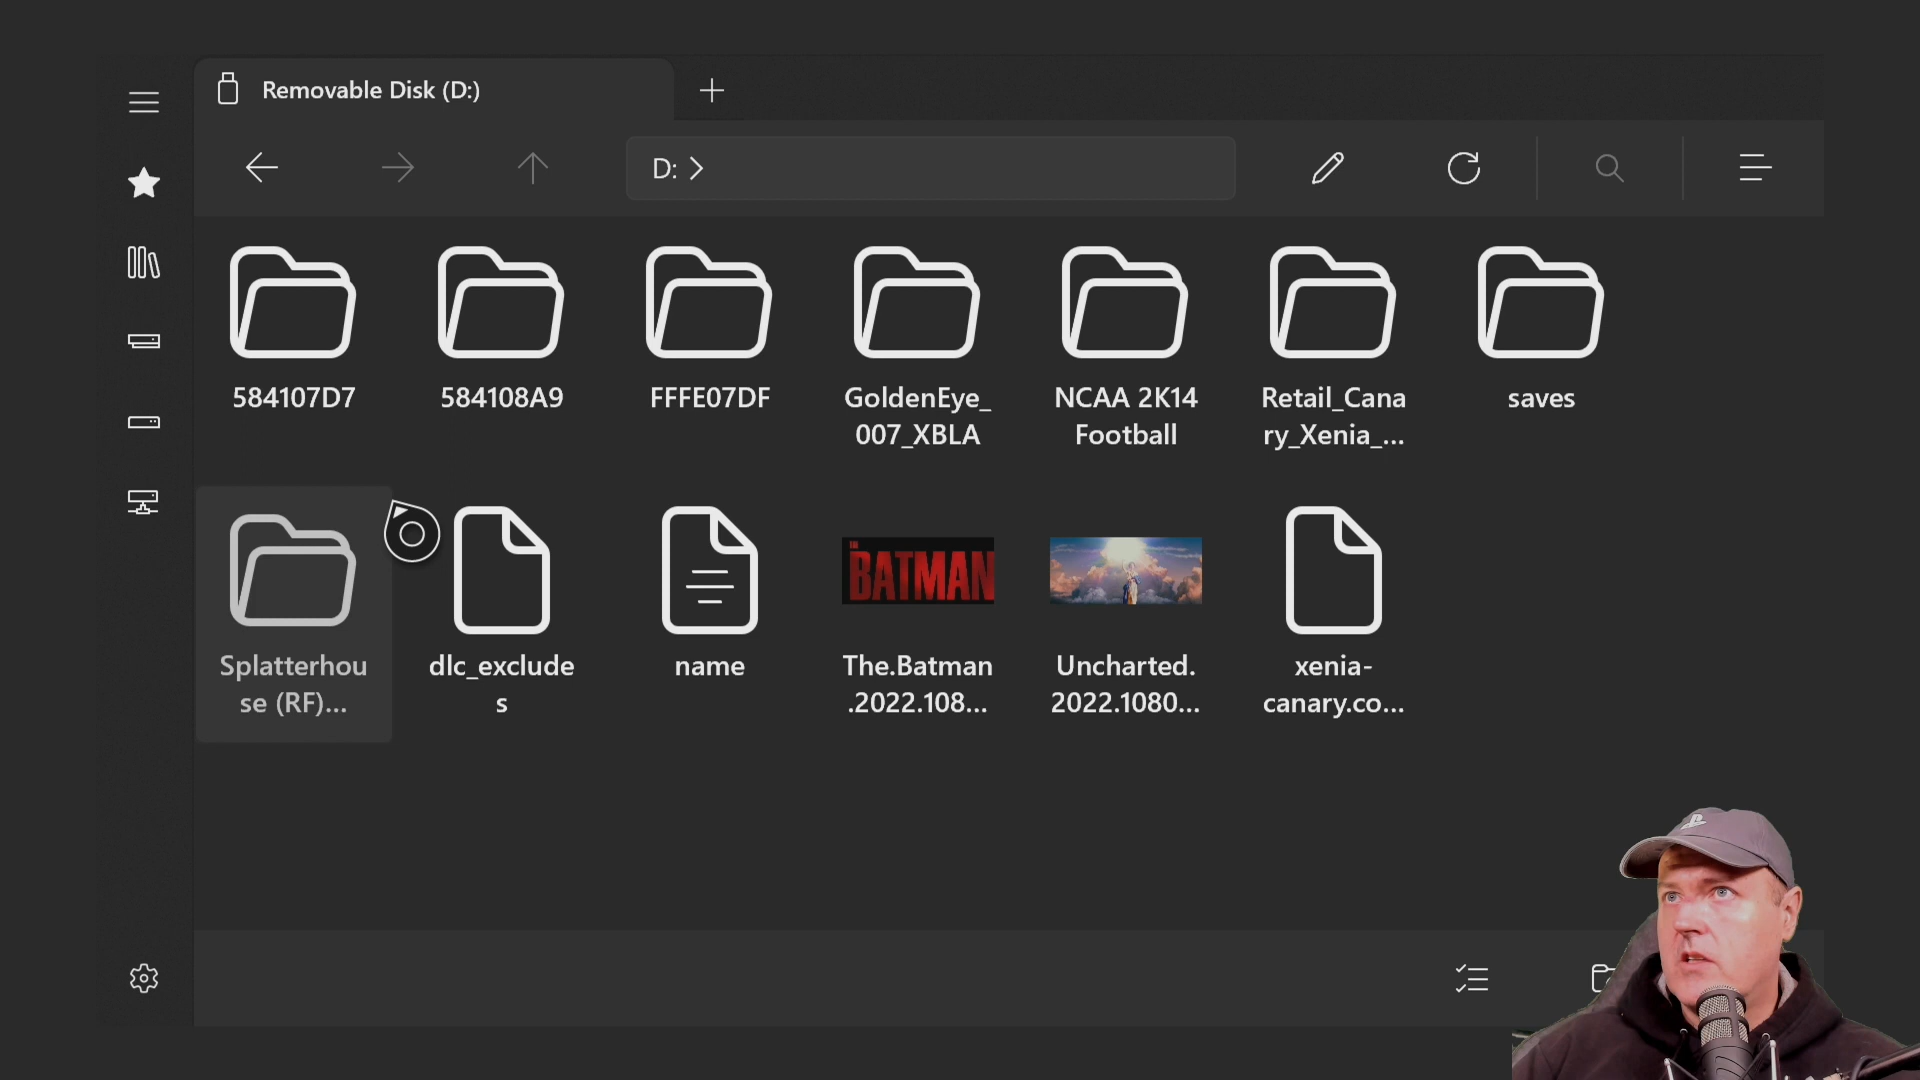 Removable Disk (D:)
D:
584107D7
584108A9
FFFE07DF
GoldenEye_
007_XBLA
NCAA 2K14
Football
Retail_Cana
ry_Xenia_...
saves
Splatterhou
se (RF)...
dlc_exclude
s
name
THE
BATMAN
The.Batman
.2022.108...
Uncharted.
2022.1080...
xenia-
canary.co...